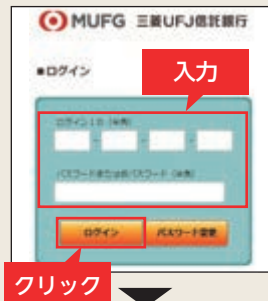 MUFG 三菱UFJ信託銀行
■ログイン
入力
ログインID（半角）
パスワードまたは仮パスワード（半角）
ログイン
パスワード変更
クリック